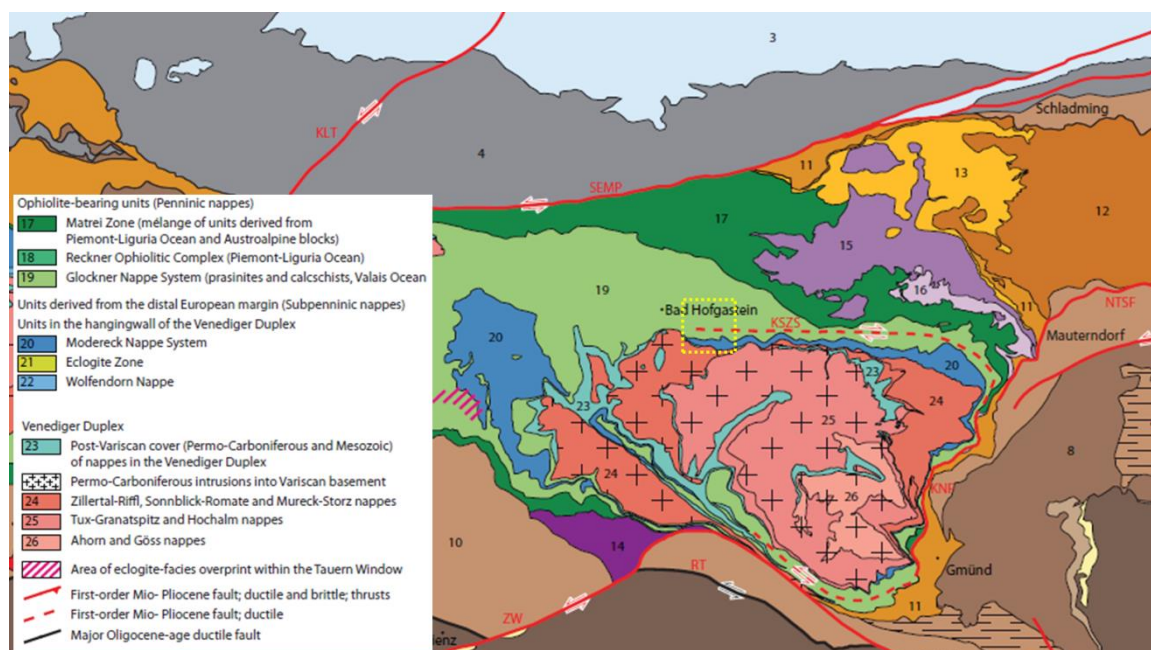 3
Schladming
KLT
4
11
13
SEMP
12
17
15
16
11
NTSF
Mauterndorf
19
Bad Hofgastein
KSZS
20
20
23
24
23
25
24
8
26
KNF
14
10
RT
Gmünd
11
ZW
Ophiolite-bearing units (Penninic nappes)
17 Matrei Zone (mélange of units derived from
Piemont-Liguria Ocean and Austroalpine blocks)
18 Reckner Ophiolitic Complex (Piemont-Liguria Ocean)
19 Glockner Nappe System (prasinites and calcschists, Valais Ocean
Units derived from the distal European margin (Subpenninic nappes)
Units in the hangingwall of the Venediger Duplex
20 Modereck Nappe System
21 Eclogite Zone
22 Wolfendorn Nappe
Venediger Duplex
23 Post-Variscan cover (Permo-Carboniferous and Mesozoic)
of nappes in the Venediger Duplex
Permo-Carboniferous intrusions into Variscan basement
24 Zillertal-Riffl, Sonnblick-Romate and Mureck-Storz nappes
25 Tux-Granatspitz and Hochalm nappes
26 Ahorn and Göss nappes
Area of eclogite-facies overprint within the Tauern Window
First-order Mio- Pliocene fault; ductile and brittle; thrusts
First-order Mio- Pliocene fault; ductile
Major Oligocene-age ductile fault